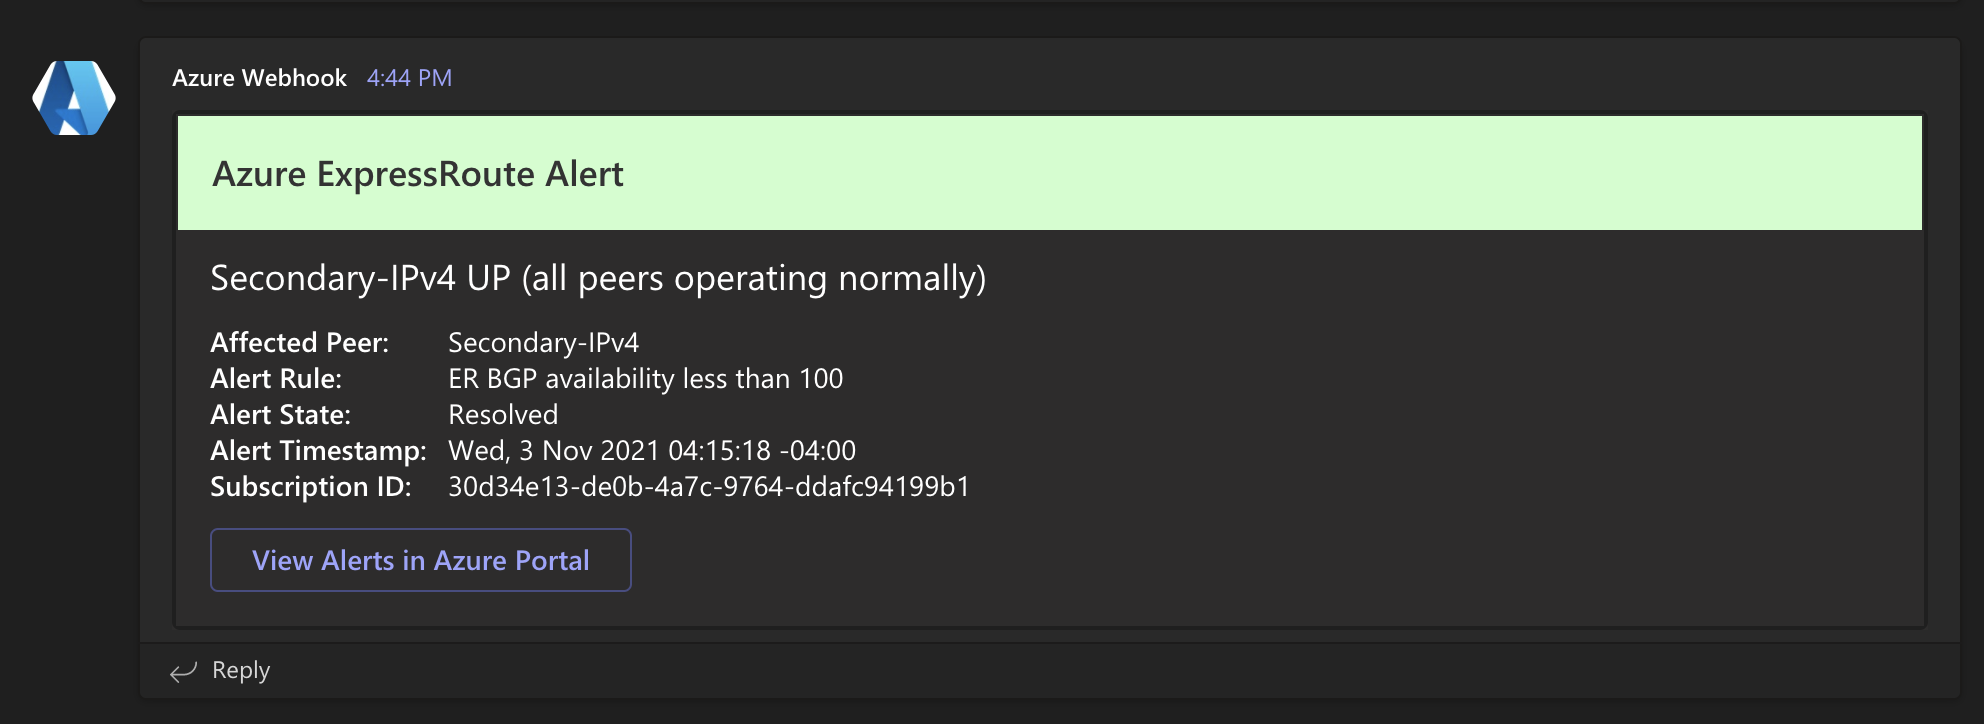 Azure Webhook 4:44 PM
Azure ExpressRoute Alert
Secondary-IPv4 UP (all peers operating normally)
Affected Peer: Secondary-IPv4
Alert Rule: ER BGP availability less than 100
Alert State: Resolved
Alert Timestamp: Wed, 3 Nov 2021 04:15:18 -04:00
Subscription ID: 30d34e13-de0b-4a7c-9764-ddafc94199b1
View Alerts in Azure Portal
Reply